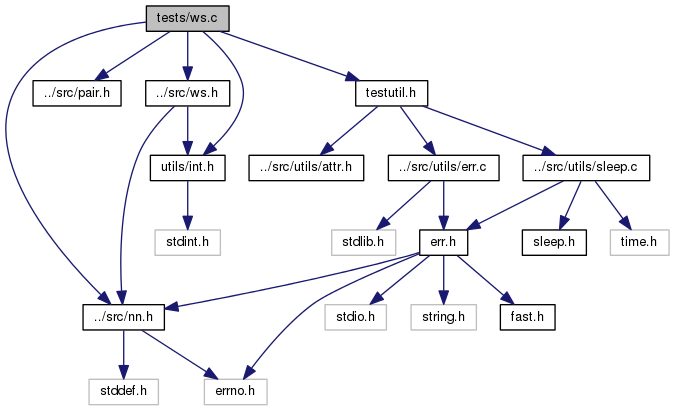 tests/ws.c
../src/pair.h
../src/ws.h
testutil.h
utils/int.h
../src/utils/attr.h
../src/utils/err.c
../src/utils/sleep.c
stdint.h
stdlib.h
err.h
sleep.h
time.h
../src/nn.h
stdio.h
string.h
fast.h
stddef.h
errno.h